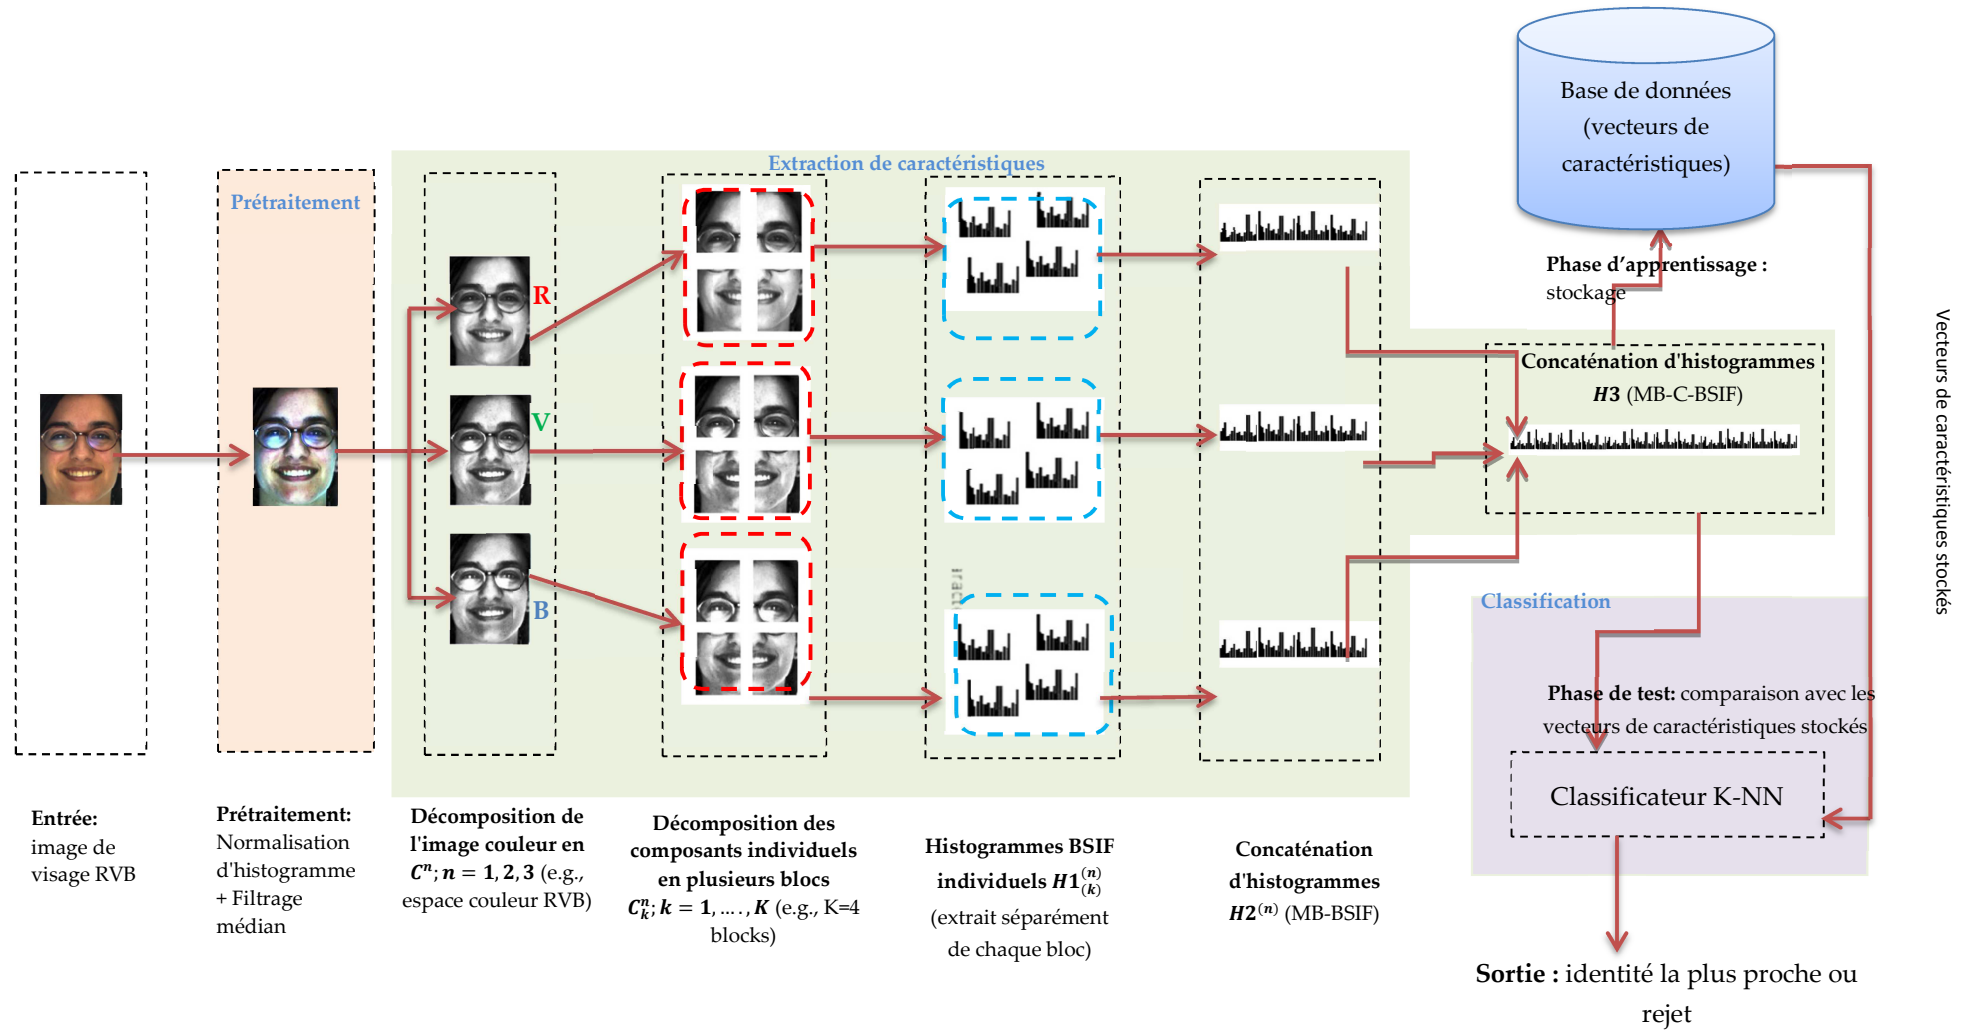 Base de données
(vecteurs de
caractéristiques)
Extraction de caractéristiques
Prétraitement
R
V
B
Phase d’apprentissage :
stockage
Vecteurs de caractéristiques stockés
Concaténation d'histogrammes
H3 (MB-C-BSIF)
Classification
Phase de test: comparaison avec les
vecteurs de caractéristiques stockés
Classificateur K-NN
Sortie : identité la plus proche ou
rejet
Entrée:
image de
visage RVB
Prétraitement:
Normalisation
d'histogramme
+ Filtrage
médian
Décomposition de
l'image couleur en
Cⁿ; n = 1, 2, 3 (e.g.,
espace couleur RVB)
Décomposition des
composants individuels
en plusieurs blocs
C_k^n; k = 1, … . , K (e.g., K=4
blocks)
Histogrammes BSIF
individuels H1_(k)^(n)
(extrait séparément
de chaque bloc)
Concaténation
d'histogrammes
H2⁽ⁿ⁾ (MB-BSIF)